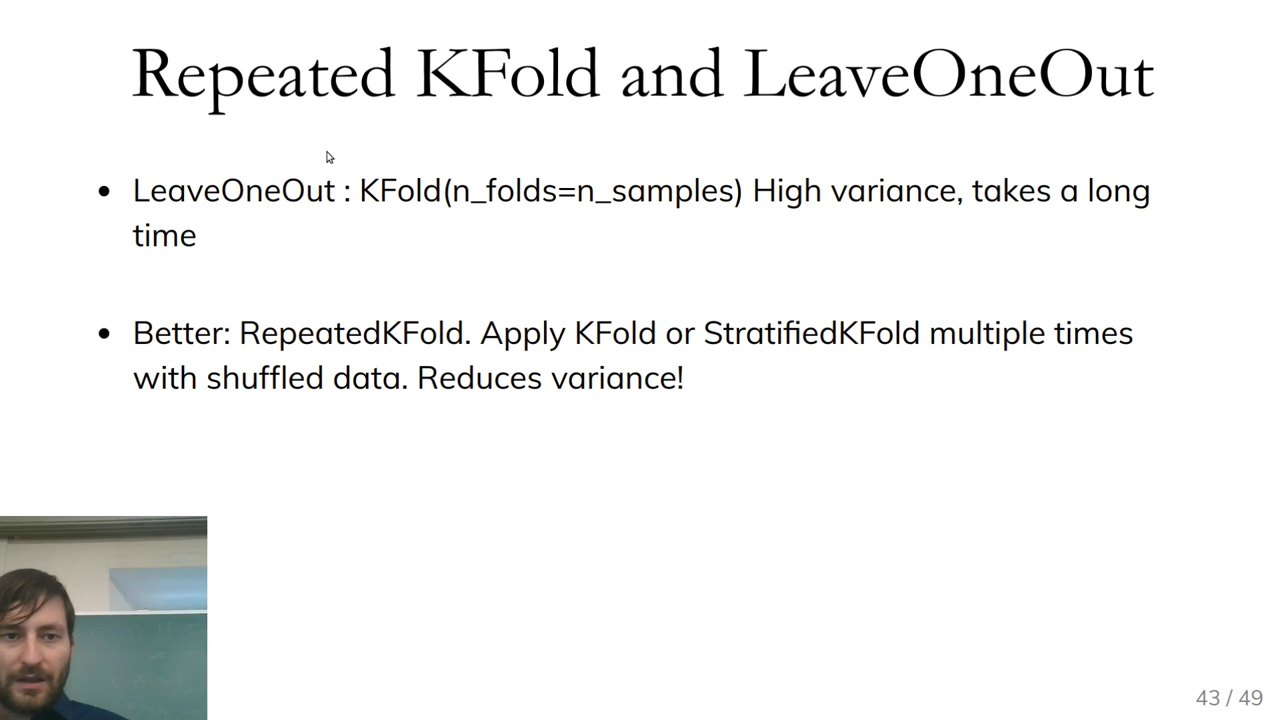 Repeated KFold and LeaveOneOut
LeaveOneOut : KFold(n_folds=n_samples) High variance, takes a long
time
Better: RepeatedKFold. Apply KFold or StratifiedKFold multiple times
with shuffled data. Reduces variance!
43 / 49